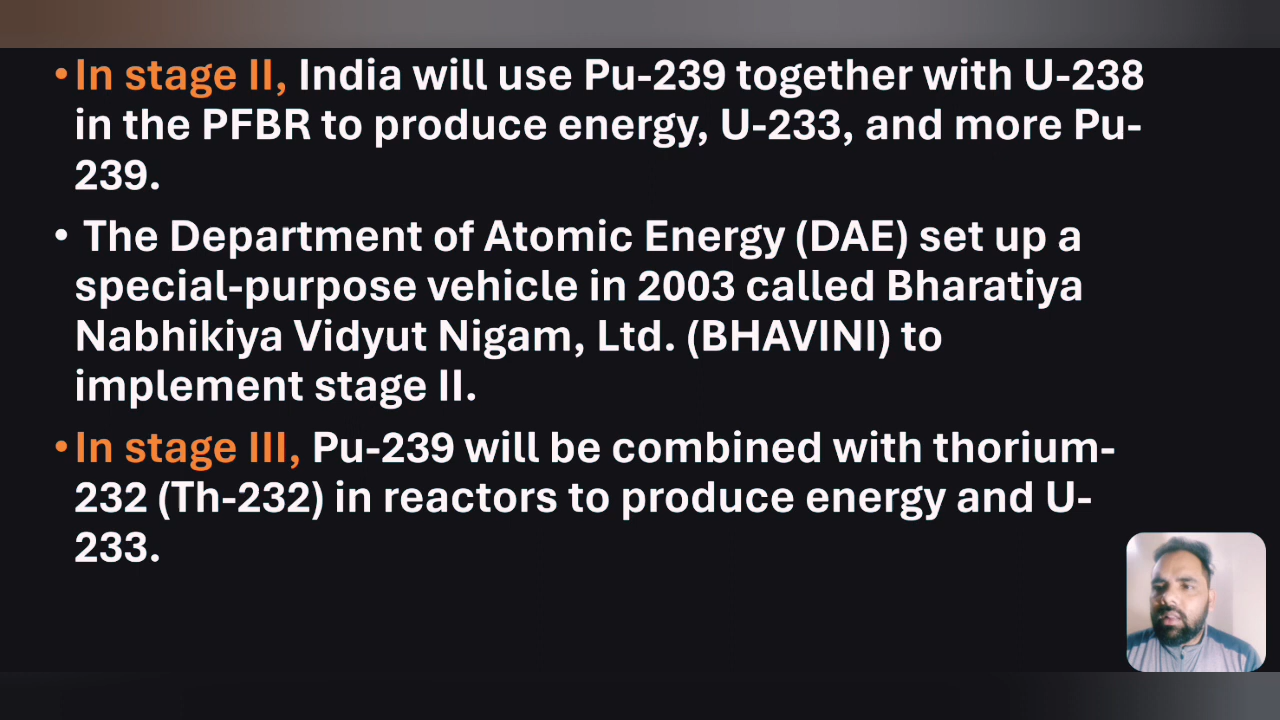 •In stage II, India will use Pu-239 together with U-238
in the PFBR to produce energy, U-233, and more Pu-
239.
• The Department of Atomic Energy (DAE) set up a
special-purpose vehicle in 2003 called Bharatiya
Nabhikiya Vidyut Nigam, Ltd. (BHAVINI) to
implement stage II.
•In stage III, Pu-239 will be combined with thorium-
232 (Th-232) in reactors to produce energy and U-
233.